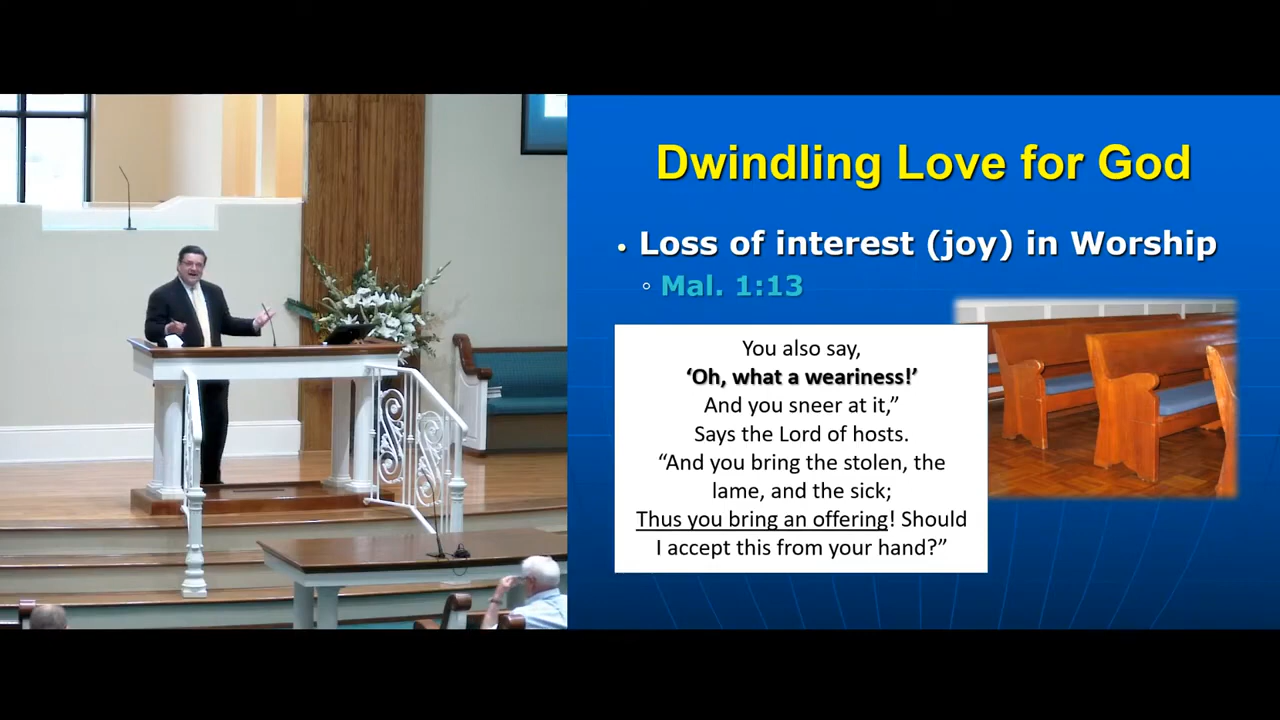 Dwindling Love for God
• Loss of interest (joy) in Worship
◦ Mal. 1:13
You also say,
‘Oh, what a weariness!’
And you sneer at it,”
Says the Lord of hosts.
“And you bring the stolen, the
lame, and the sick;
Thus you bring an offering! Should
I accept this from your hand?”